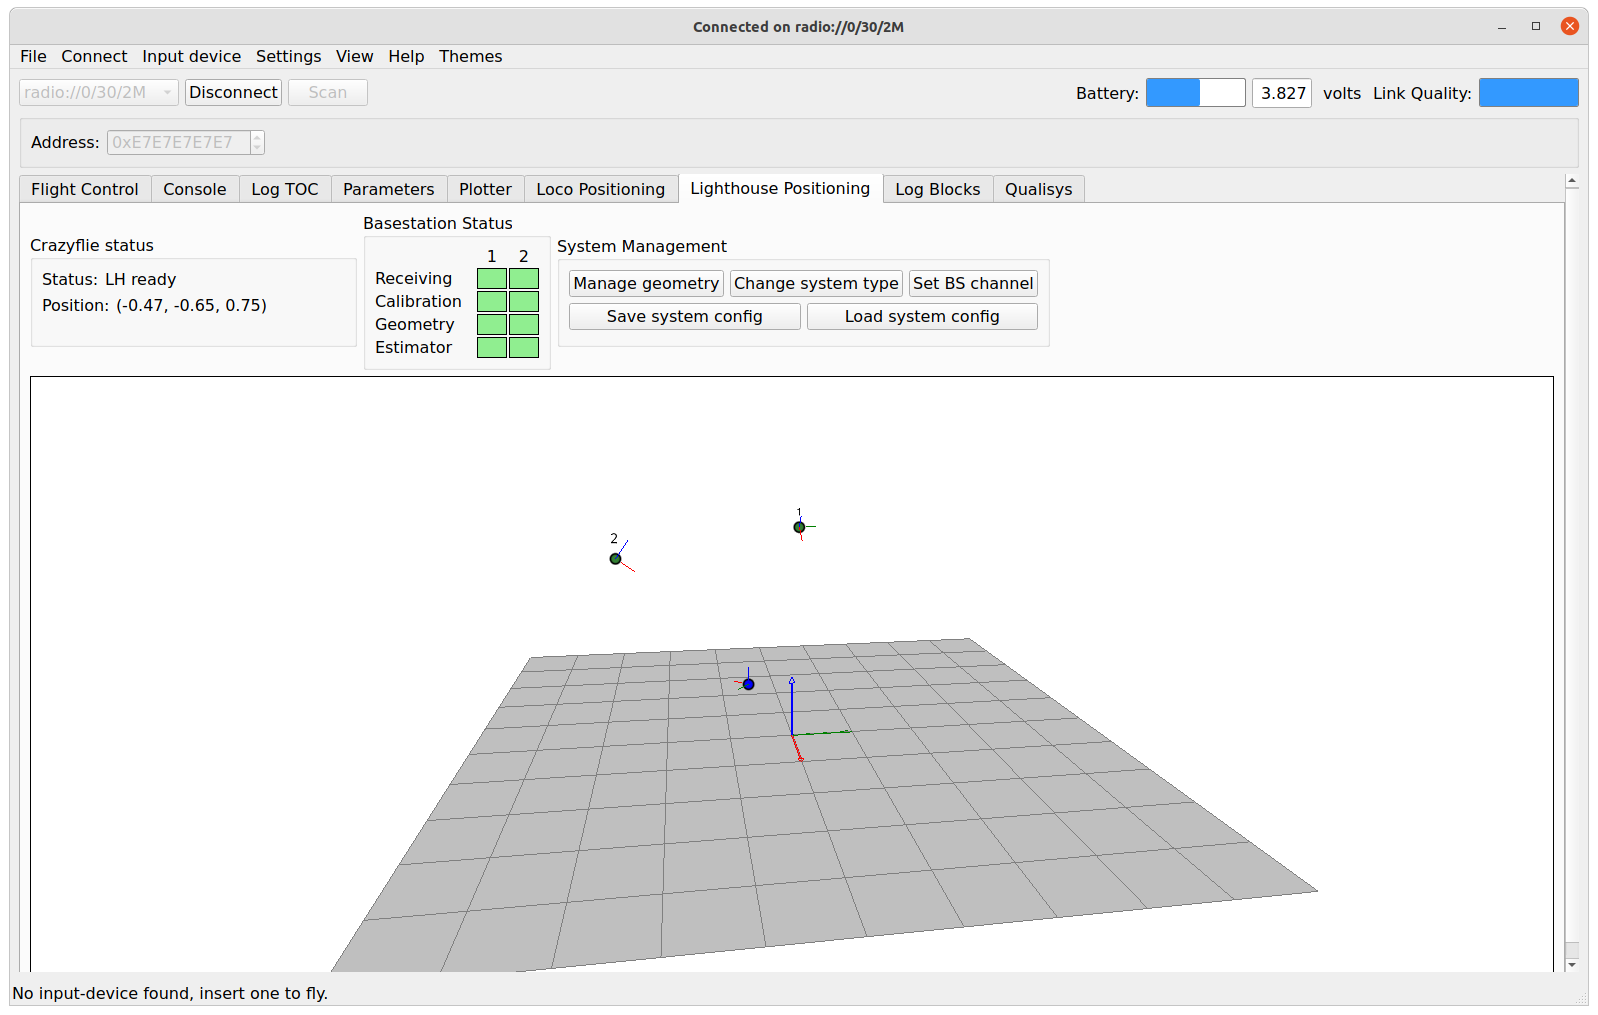 Connected on radio://0/30/2M
File Connect Input device Settings View Help Themes
radio://0/30/2M Disconnect Scan Battery: 3.827 volts Link Quality:
Address: 0xE7E7E7E7E7
Flight Control Console Log TOC Parameters Plotter Loco Positioning Lighthouse Positioning Log Blocks Qualisys
Crazyflie status
Status: LH ready
Position: (-0.47, -0.65, 0.75)
Basestation Status
1 2
Receiving
Calibration
Geometry
Estimator
System Management
Manage geometry Change system type Set BS channel
Save system config Load system config
1
2
No input-device found, insert one to fly.